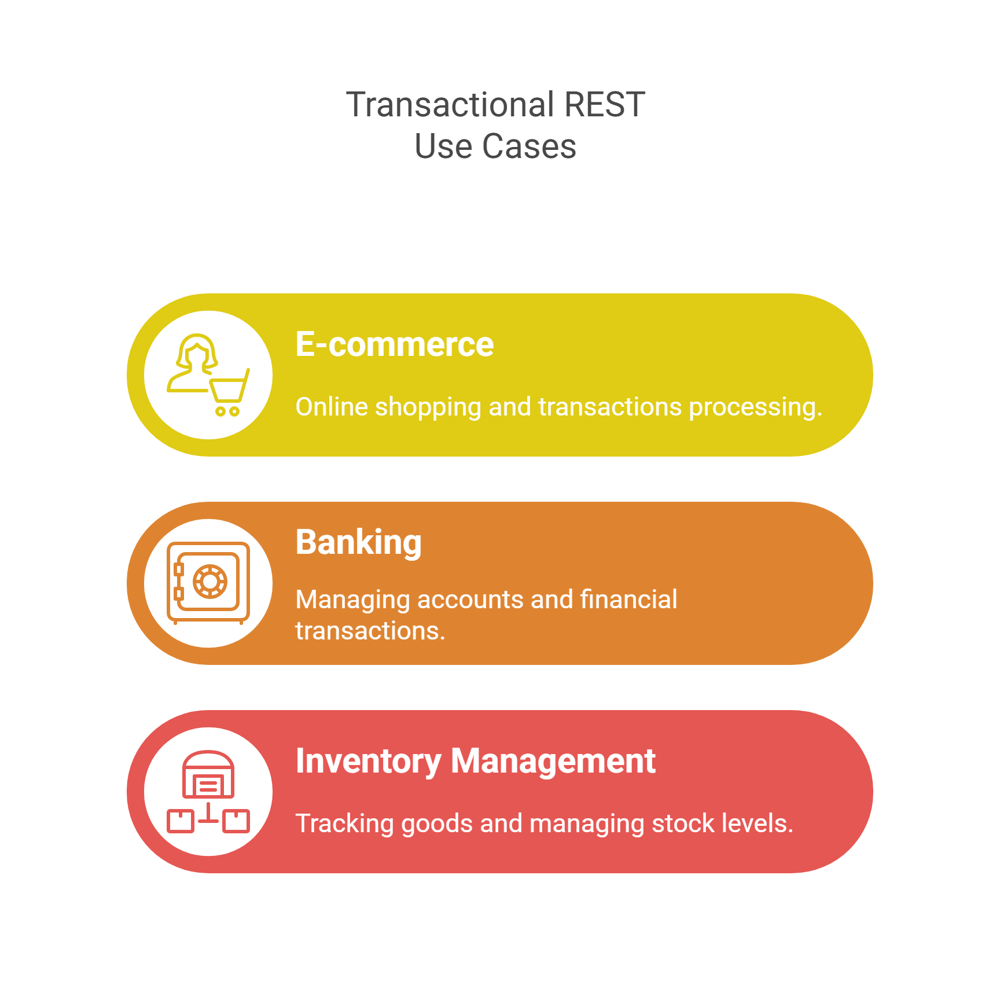 Transactional REST
Use Cases
E-commerce
Online shopping and transactions processing.
Banking
Managing accounts and financial
transactions.
Inventory Management
Tracking goods and managing stock levels.